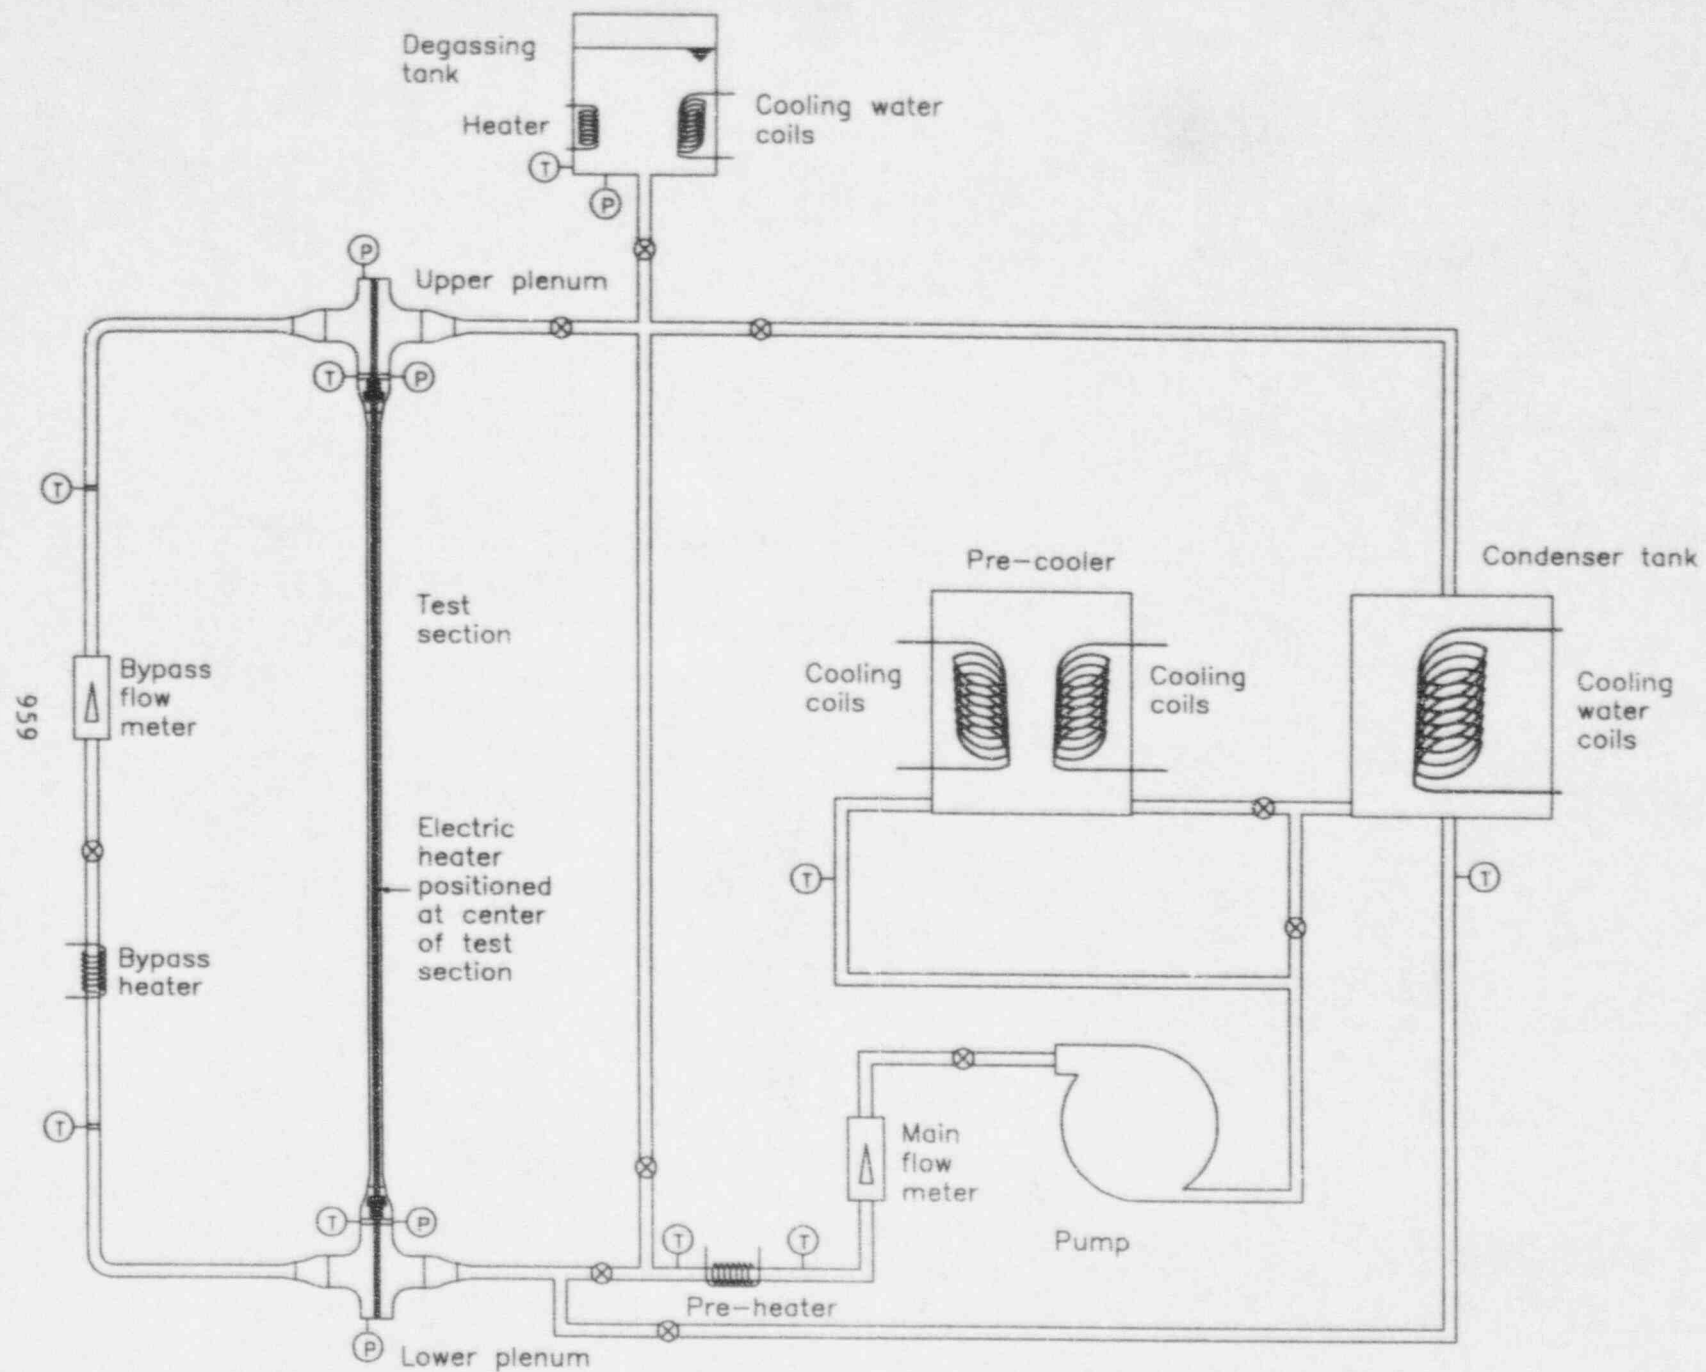 Degassing
tank
Heater
Cooling water
coils
T
P
P
Upper plenum
T
P
T
Pre-cooler
Condenser tank
Test
section
Bypass
flow
meter
Cooling
coils
Cooling
coils
Cooling
water
coils
959
Electric
heater
positioned
at center
of test
section
T
T
Bypass
heater
T
Main
flow
meter
T
P
T
T
Pump
Pre-heater
P
Lower plenum